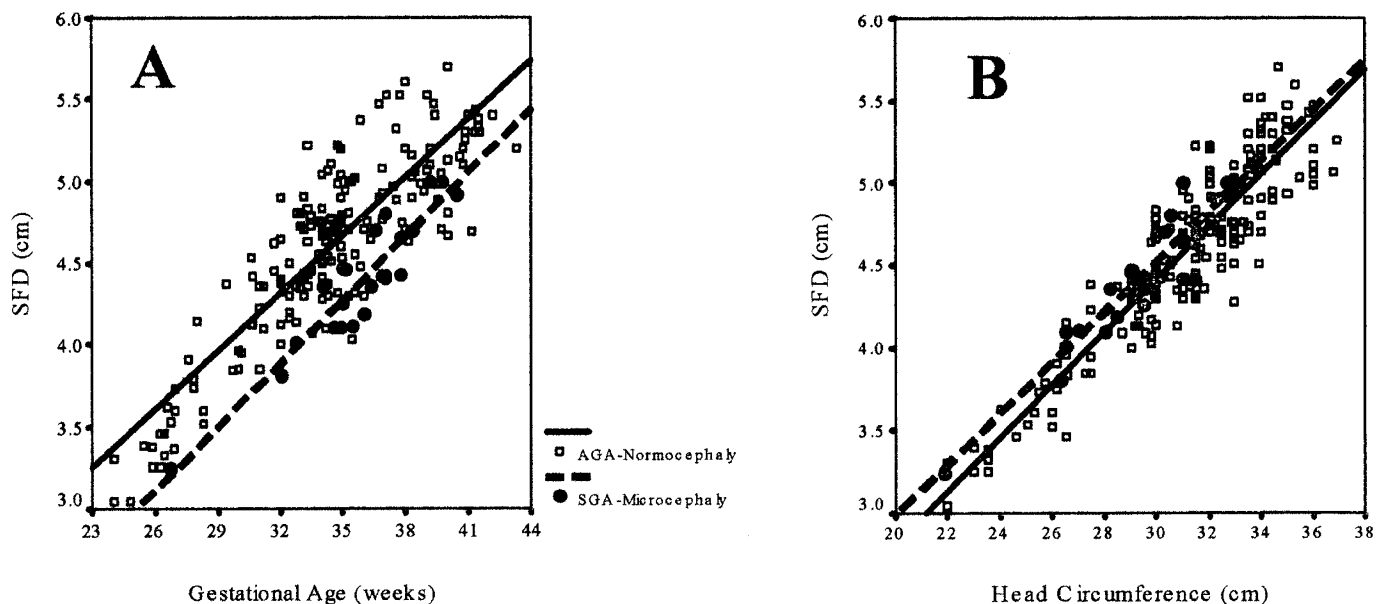 A
6.0
5.5
5.0
4.5
4.0
3.5
3.0
SFD (cm)
23 26 29 32 35 38 41 44
Gestational Age (weeks)
AGA-Normocephaly
SGA-Microcephaly
B
6.0
5.5
5.0
4.5
4.0
3.5
3.0
SFD (cm)
20 22 24 26 28 30 32 34 36 38
Head Circumference (cm)